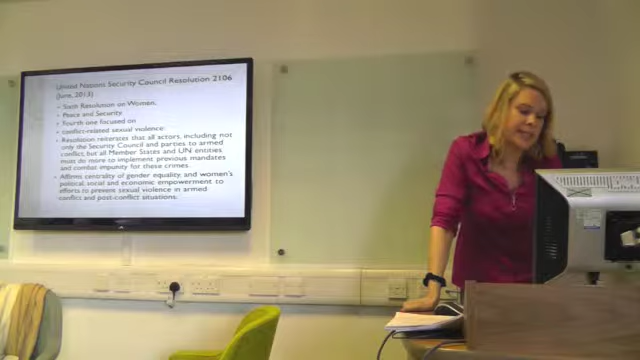 United Nations Security Council Resolution 2106
(June, 2013)
Sixth Resolution on Women,
Peace and Security
Fourth one focused on
conflict-related sexual violence:
Resolution reiterates that all actors, including not
only the Security Council and parties to armed
conflict, but all Member States and UN entities
must do more to implement previous mandates
and combat impunity for these crimes.
Affirms centrality of gender equality, and women's
political, social and economic empowerment to
efforts to prevent sexual violence in armed
conflict and post-conflict situations.